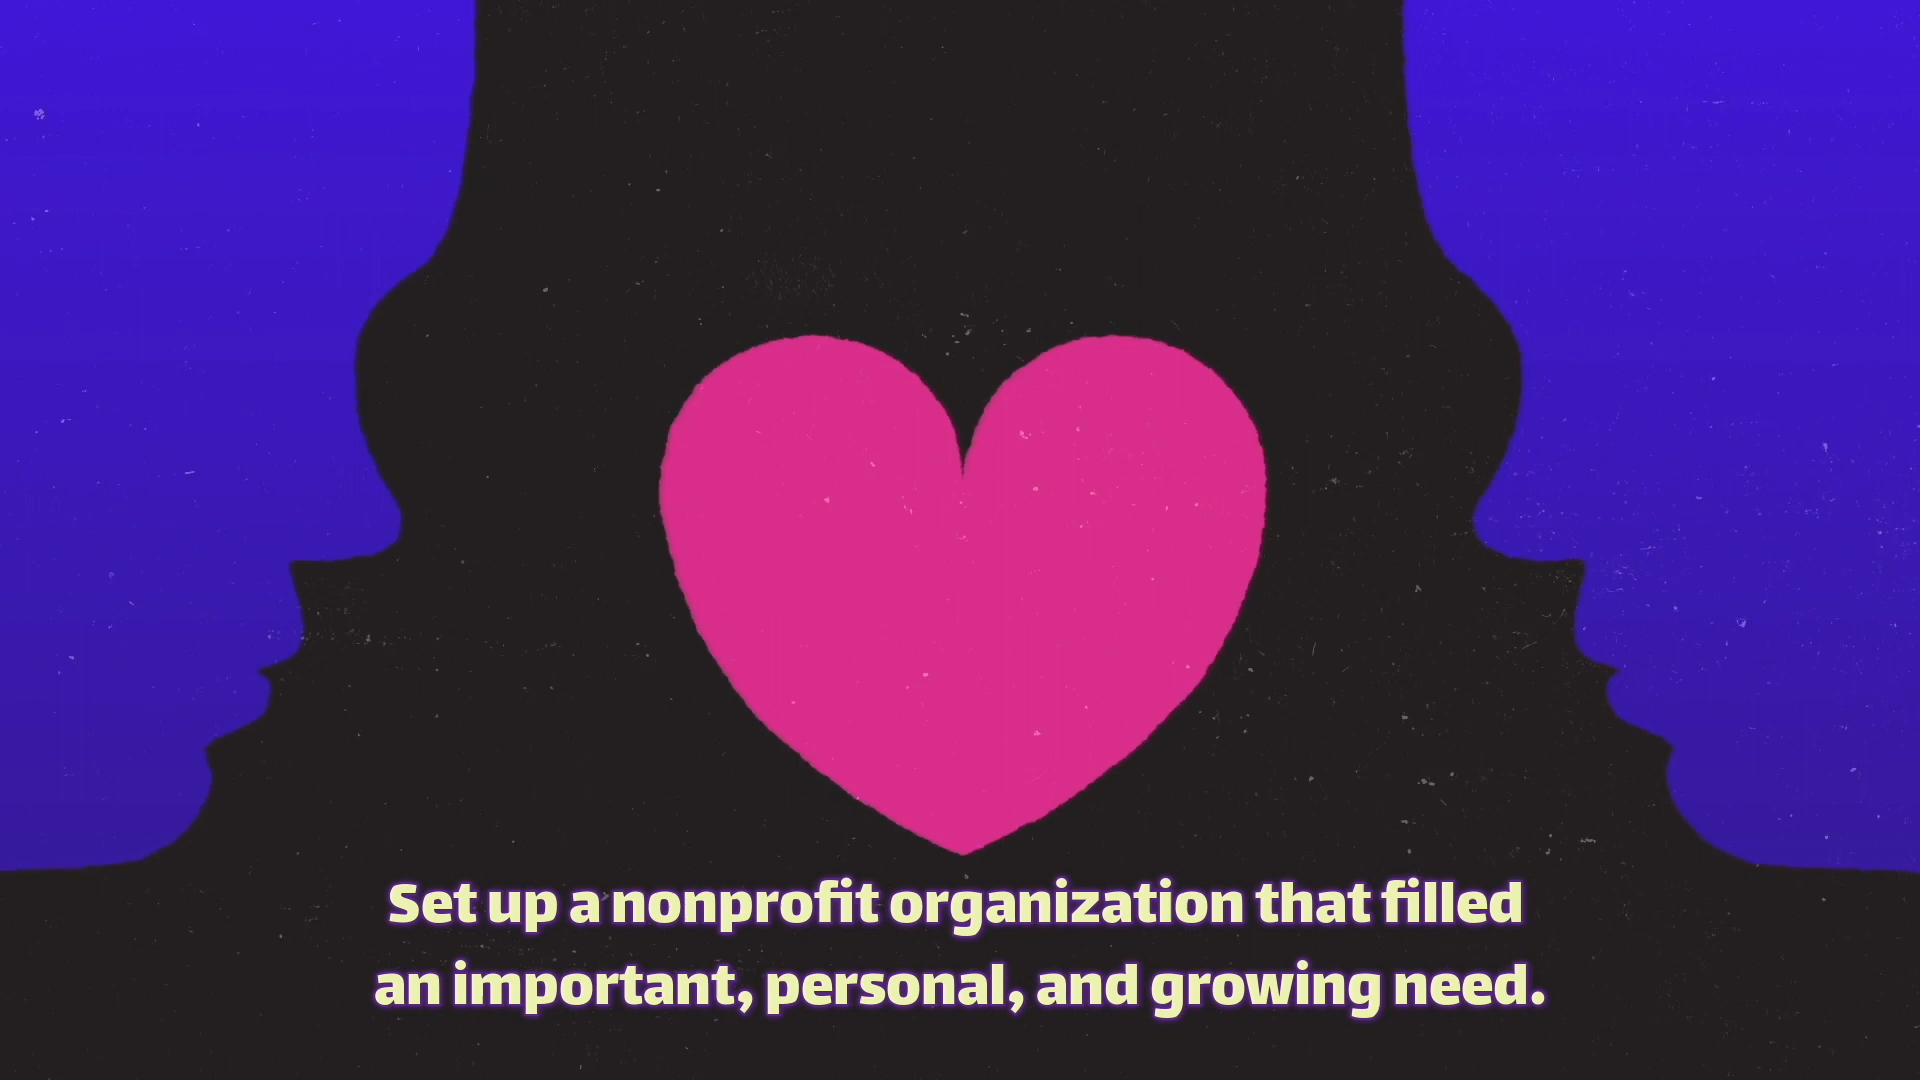 Set up a nonprofit organization that filled
an important, personal, and growing need.